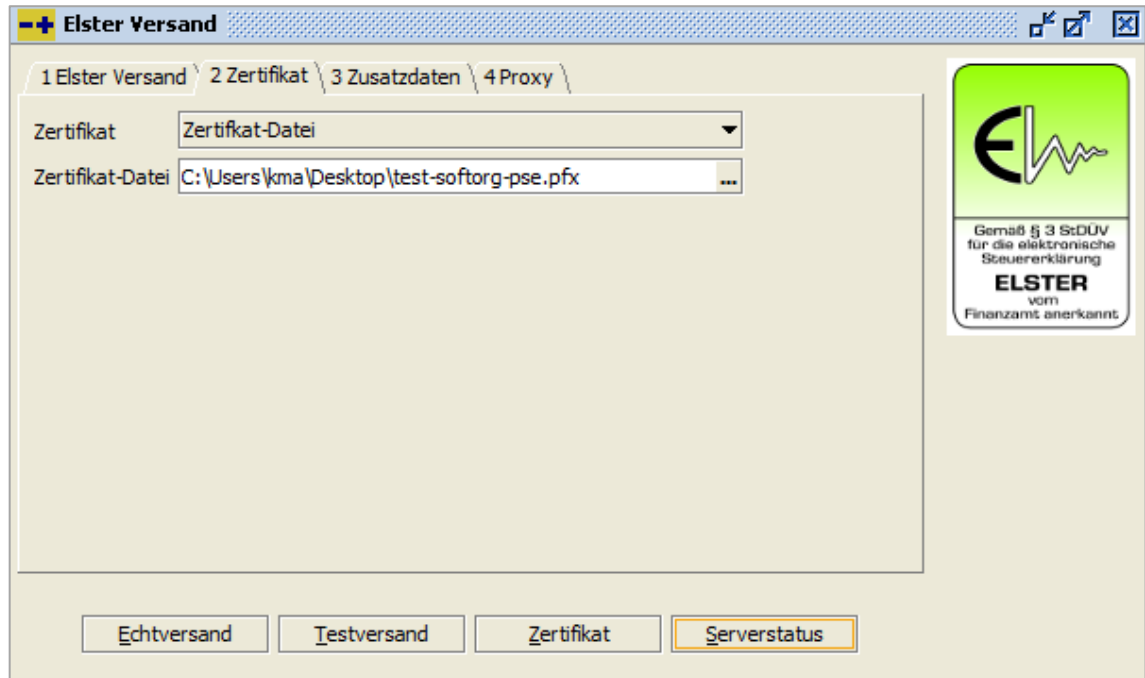 Elster Versand
1 Elster Versand 2 Zertifikat 3 Zusatzdaten 4 Proxy
Zertifikat Zertifkat-Datei
Zertifikat-Datei C:\Users\kma\Desktop\test-softorg-pse.pfx ...
Gemäß § 3 StDÜV
für die elektronische
Steuererklärung
ELSTER
vom
Finanzamt anerkannt
Echtversand Testversand Zertifikat Serverstatus